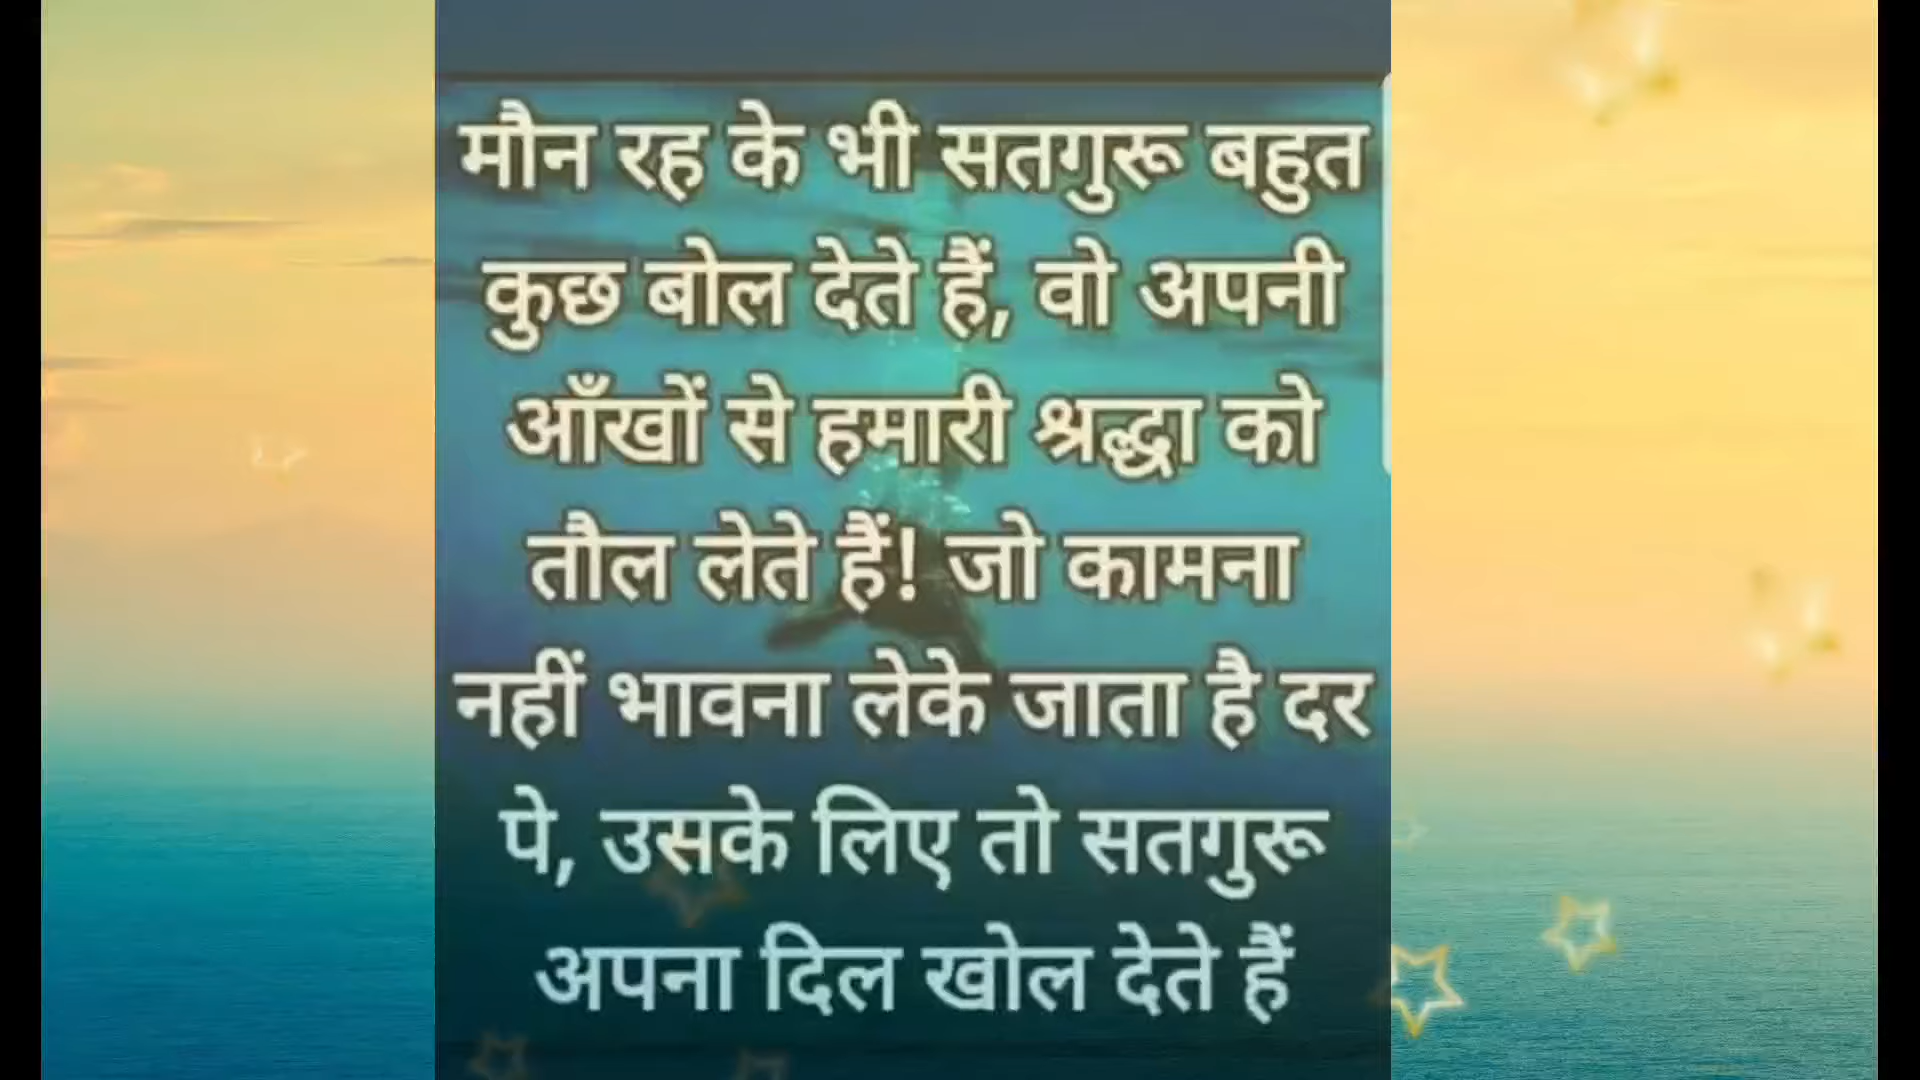 मौन रह के भी सतगुरू बहुत
कुछ बोल देते हैं, वो अपनी
आँखों से हमारी श्रद्धा को
तौल लेते हैं! जो कामना
नहीं भावना लेके जाता है दर
पे, उसके लिए तो सतगुरू
अपना दिल खोल देते हैं